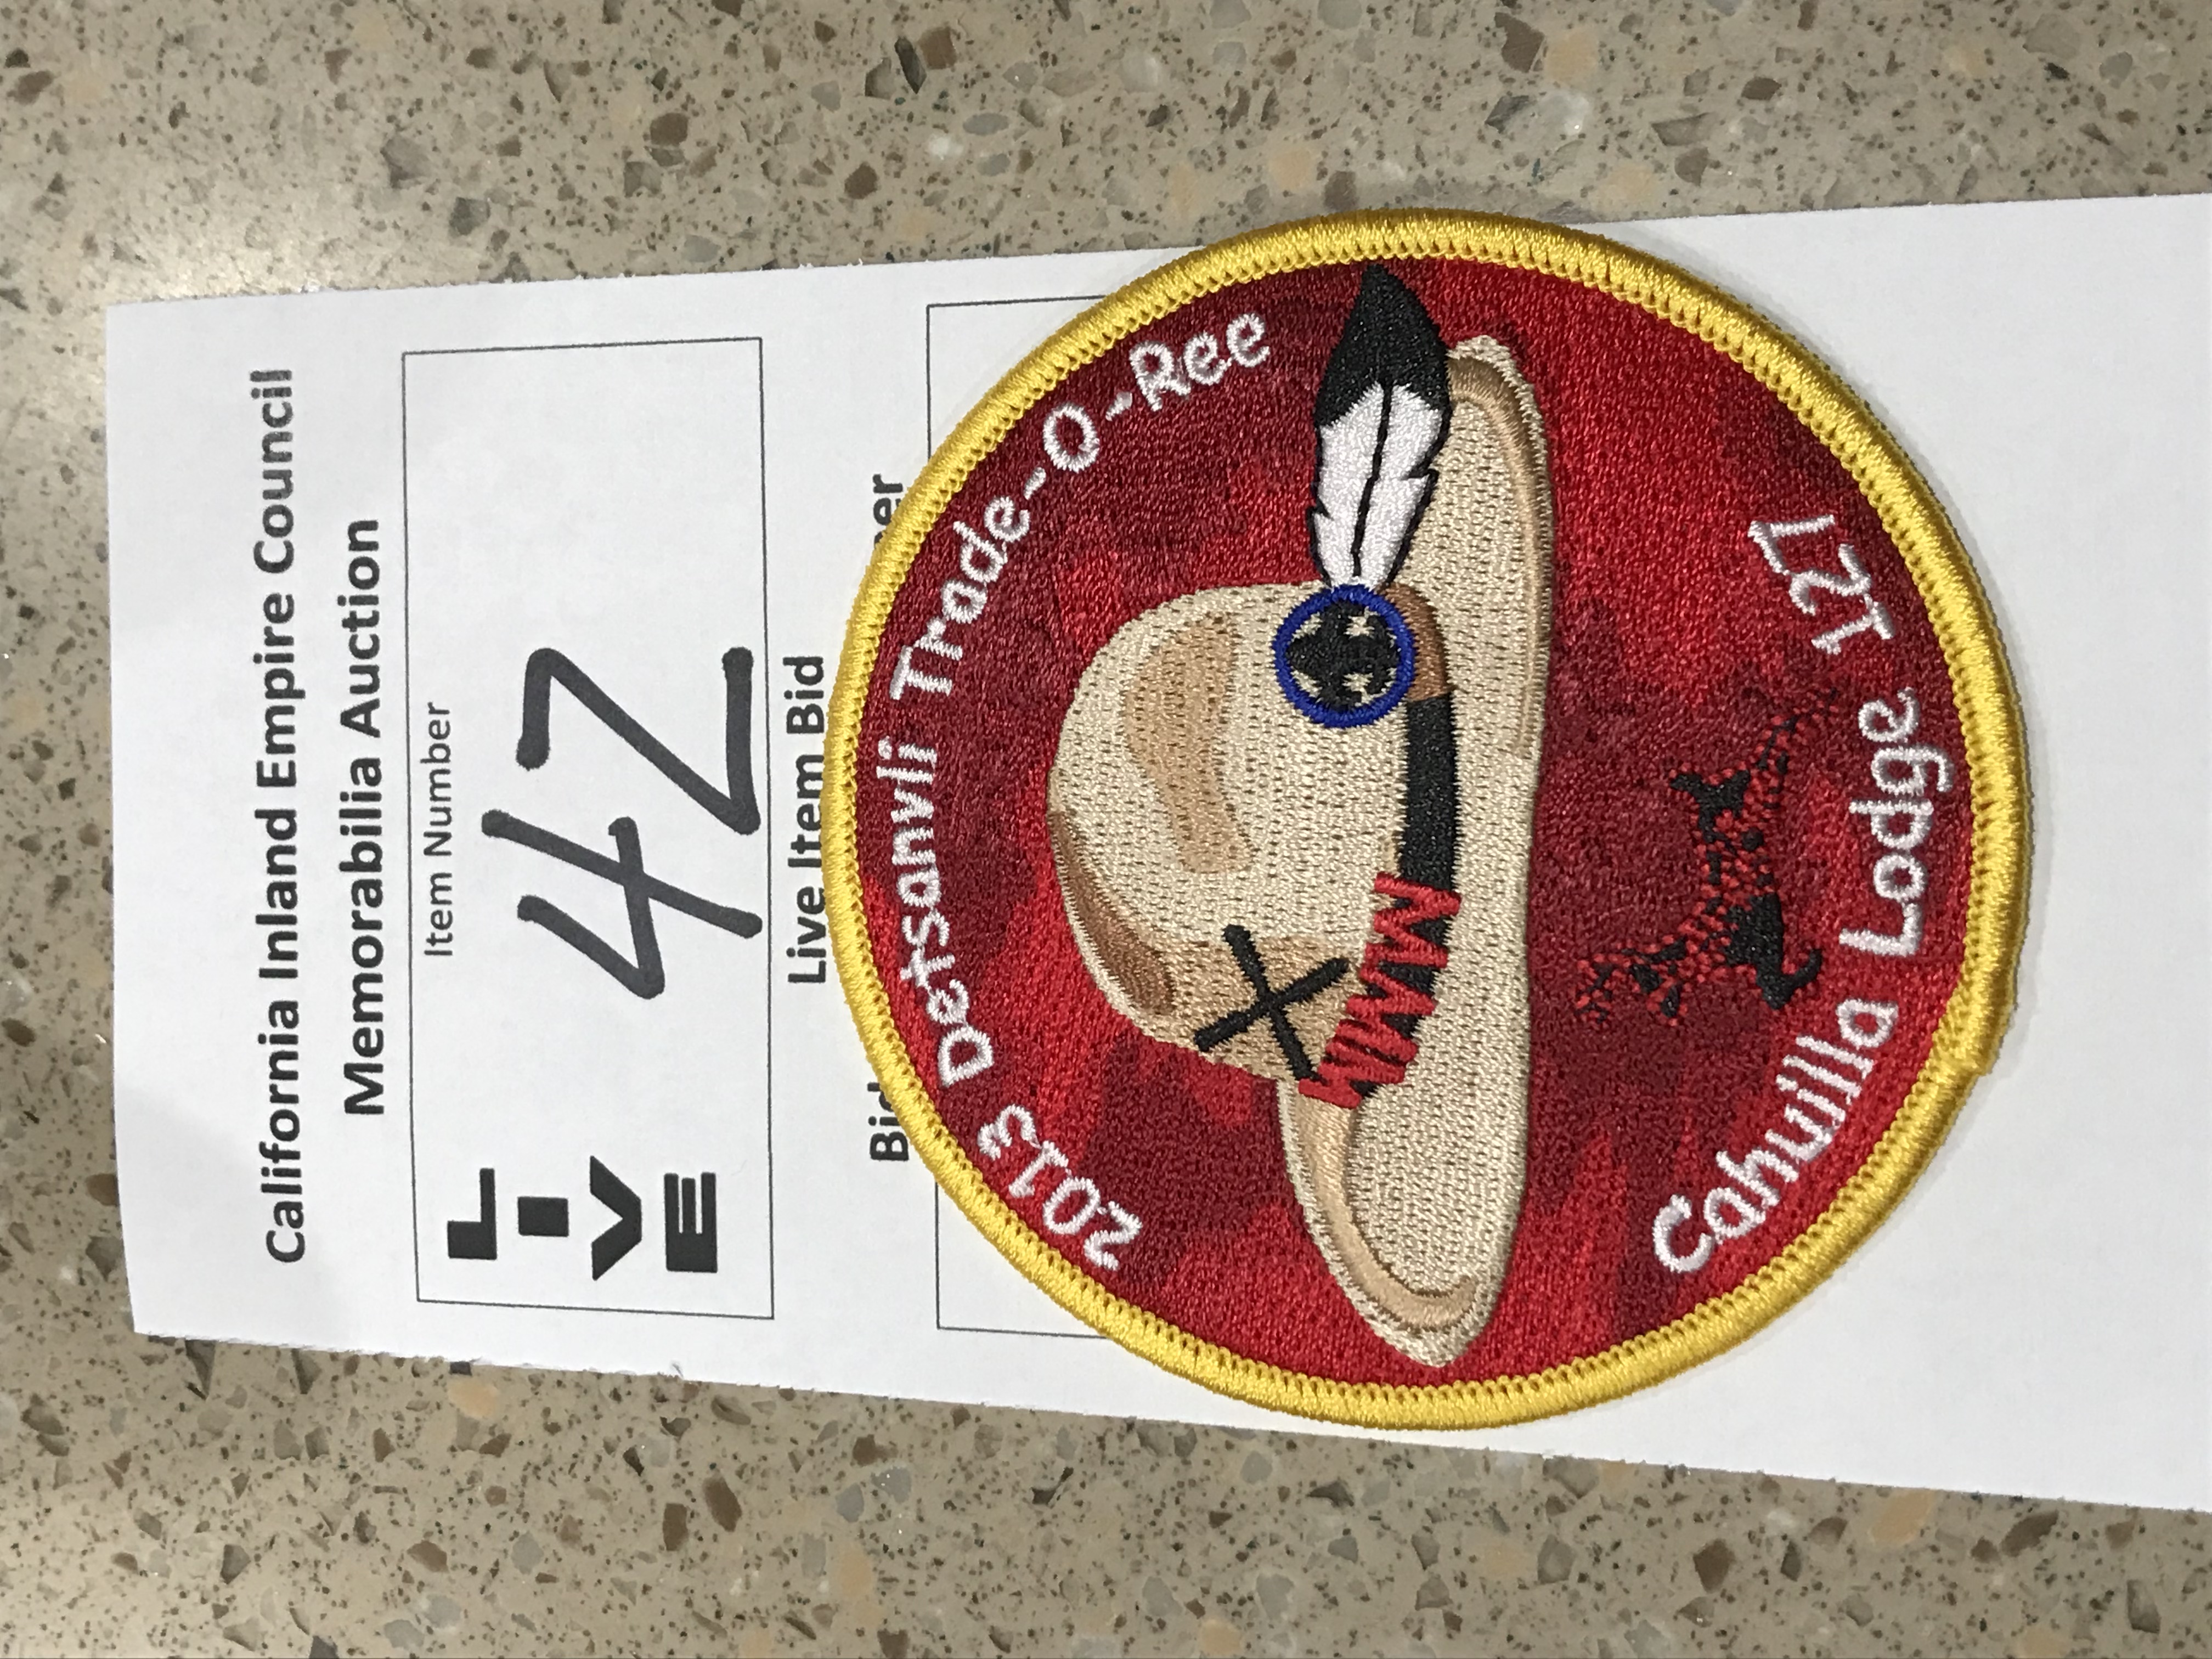 California Inland Empire Council
Memorabilia Auction
Item Number
LIVE
42
Live Item Bid
2013 Detsanvli Trade-O-Ree
Cahuilla Lodge 127